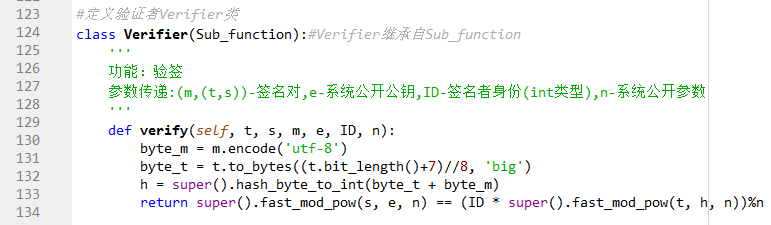 123 #定义验证者Verifier类
124 class Verifier(Sub_function):#Verifier继承自Sub_function
125     '''
126     功能：验签
127     参数传递:(m,(t,s))-签名对,e-系统公开公钥,ID-签名者身份(int类型),n-系统公开参数
128     '''
129     def verify(self, t, s, m, e, ID, n):
130         byte_m = m.encode('utf-8')
131         byte_t = t.to_bytes((t.bit_length()+7)//8, 'big')
132         h = super().hash_byte_to_int(byte_t + byte_m)
133         return super().fast_mod_pow(s, e, n) == (ID * super().fast_mod_pow(t, h, n))%n
134